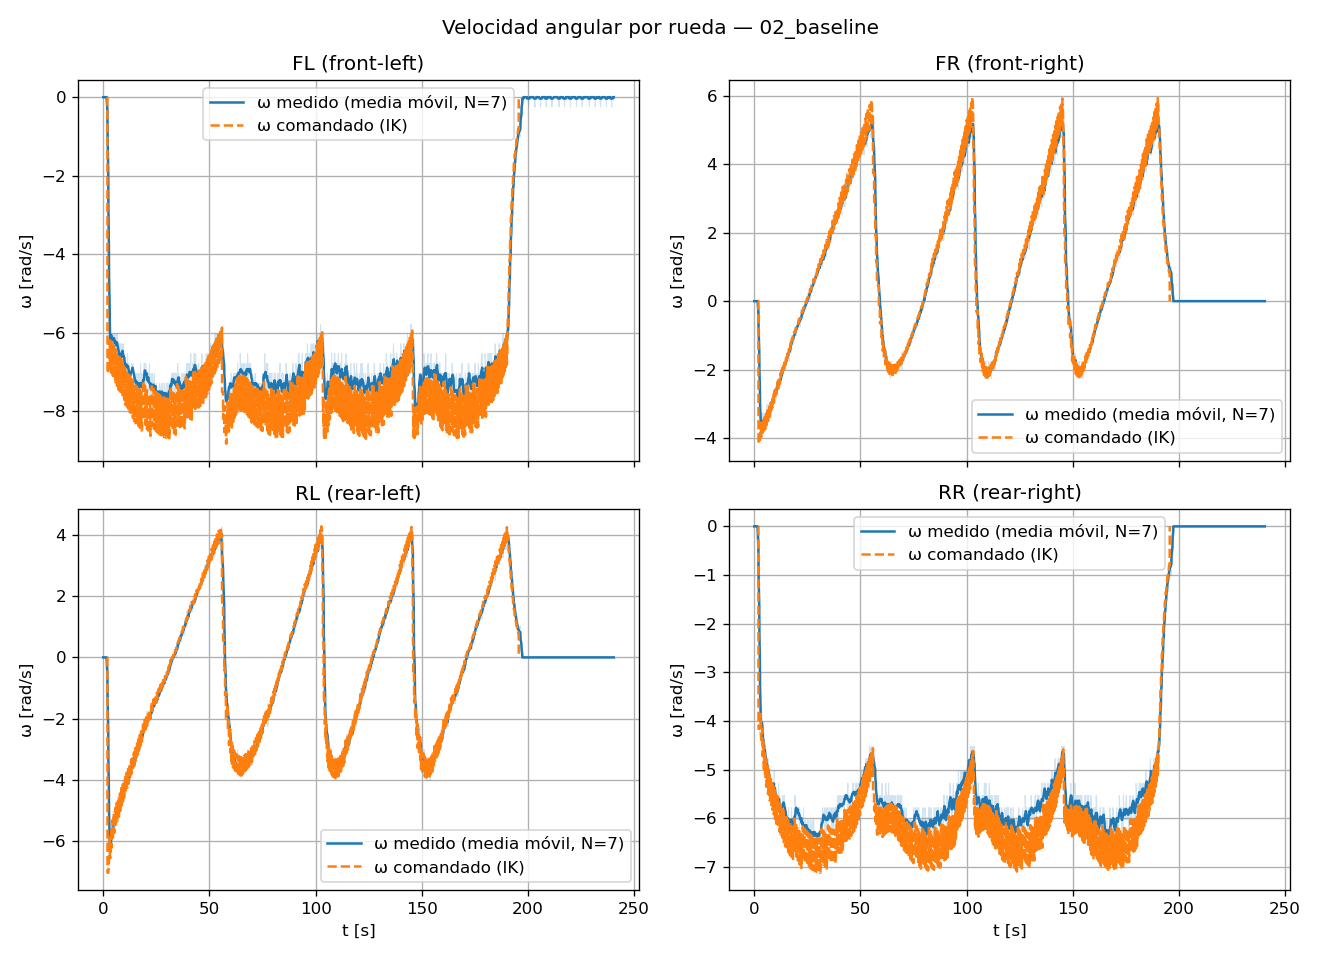 Velocidad angular por rueda — 02_baseline
FL (front-left)
ω [rad/s]
0
−2
−4
−6
−8
ω medido (media móvil, N=7)
ω comandado (IK)
FR (front-right)
ω [rad/s]
6
4
2
0
−2
−4
ω medido (media móvil, N=7)
ω comandado (IK)
RL (rear-left)
ω [rad/s]
4
2
0
−2
−4
−6
ω medido (media móvil, N=7)
ω comandado (IK)
0 50 100 150 200 250
t [s]
RR (rear-right)
ω [rad/s]
0
−1
−2
−3
−4
−5
−6
−7
ω medido (media móvil, N=7)
ω comandado (IK)
0 50 100 150 200 250
t [s]